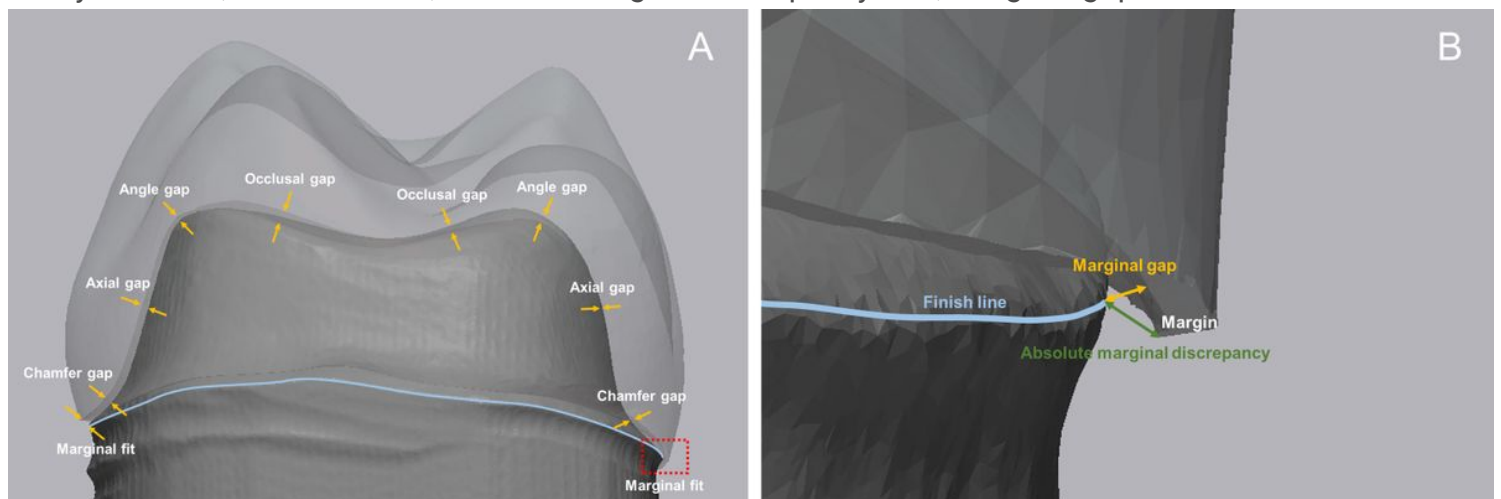 A
Angle gap
Occlusal gap
Occlusal gap
Angle gap
Axial gap
Axial gap
Chamfer gap
Chamfer gap
Marginal fit
Marginal fit
B
Marginal gap
Finish line
Margin
Absolute marginal discrepancy